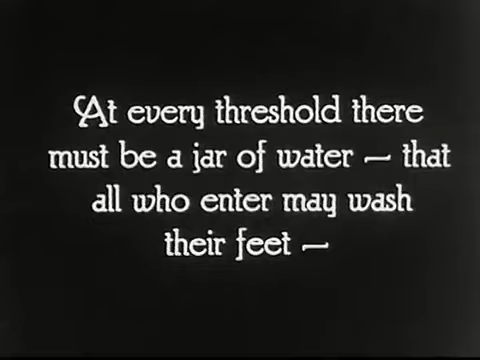 At every threshold there
must be a jar of water — that
all who enter may wash
their feet —